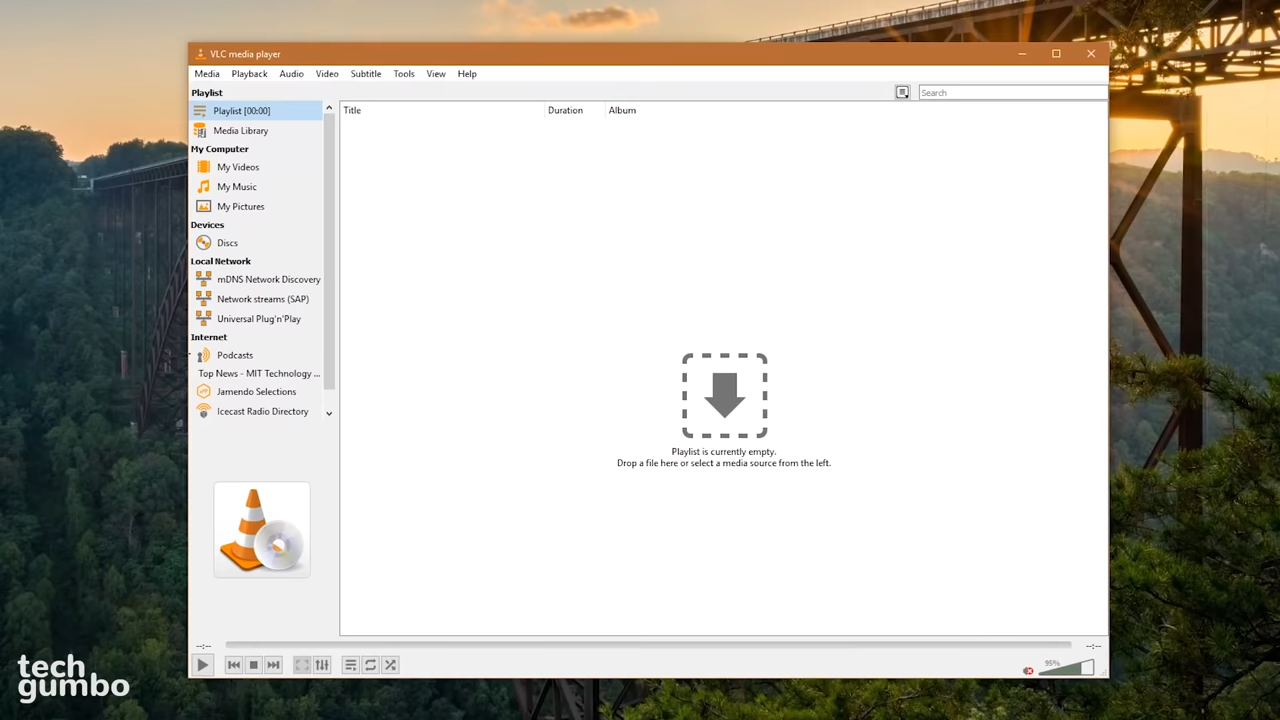 VLC media player
Media Playback Audio Video Subtitle Tools View Help
Playlist
Search
Playlist [00:00]
Title Duration Album
Media Library
My Computer
My Videos
My Music
My Pictures
Devices
Discs
Local Network
mDNS Network Discovery
Network streams (SAP)
Universal Plug'n'Play
Internet
Podcasts
Top News - MIT Technology ...
Jamendo Selections
Icecast Radio Directory
Playlist is currently empty.
Drop a file here or select a media source from the left.
--:-- --:--
95%
tech
gumbo